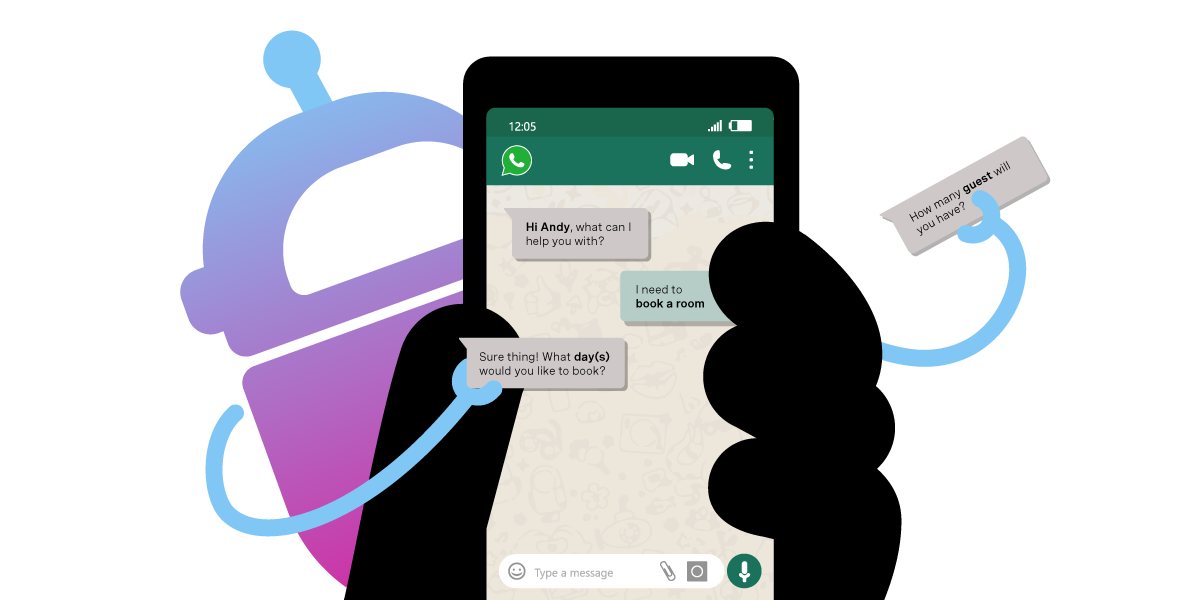 12:05
Hi Andy, what can I
help you with?
I need to
book a room
Sure thing! What day(s)
would you like to book?
How many guest will
you have?
Type a message